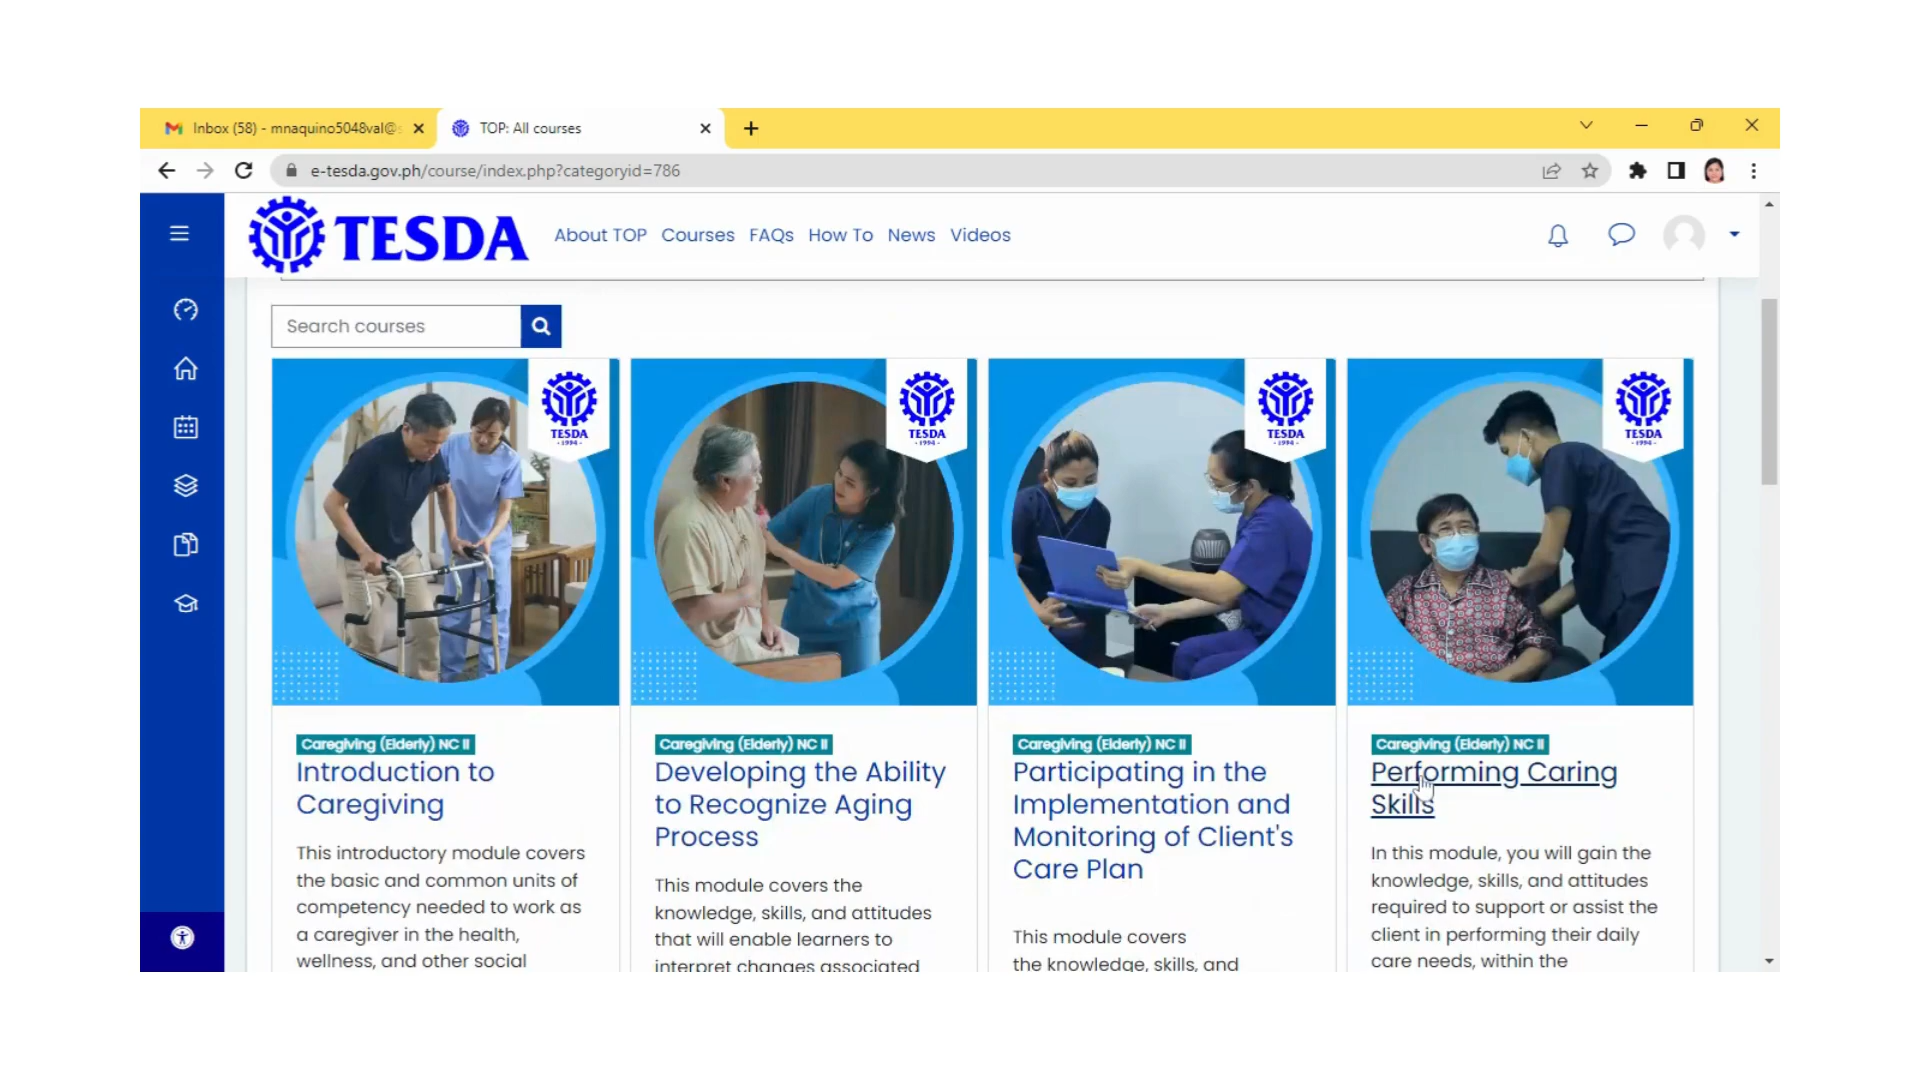 Inbox (58) - mnaquino5048val@
TOP: All courses
e-tesda.gov.ph/course/index.php?categoryid=786
TESDA
About TOP Courses FAQs How To News Videos
Search courses
TESDA
- 1994 -
TESDA
- 1994 -
TESDA
- 1994 -
TESDA
- 1994 -
Caregiving (Elderly) NC II
Introduction to
Caregiving
This introductory module covers
the basic and common units of
competency needed to work as
a caregiver in the health,
wellness, and other social
Caregiving (Elderly) NC II
Developing the Ability
to Recognize Aging
Process
This module covers the
knowledge, skills, and attitudes
that will enable learners to
interpret changes associated
Caregiving (Elderly) NC II
Participating in the
Implementation and
Monitoring of Client's
Care Plan
This module covers
the knowledge, skills, and
Caregiving (Elderly) NC II
Performing Caring
Skills
In this module, you will gain the
knowledge, skills, and attitudes
required to support or assist the
client in performing their daily
care needs, within the